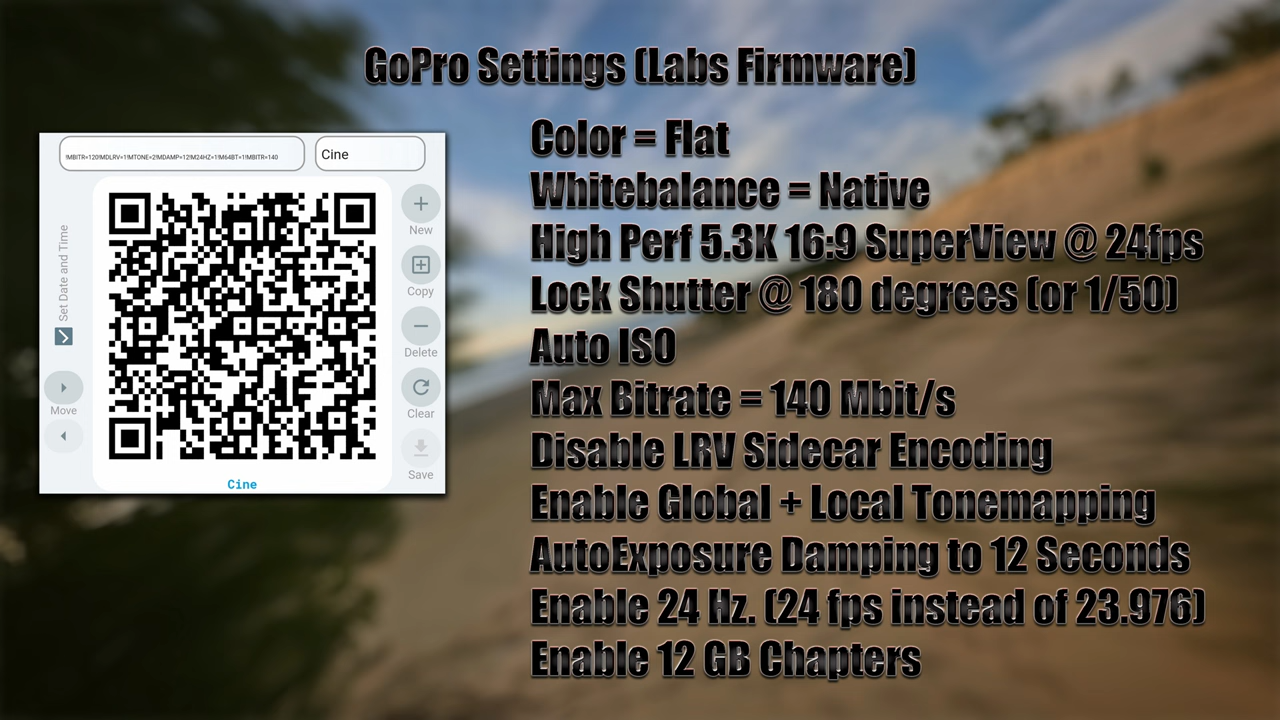 GoPro Settings (Labs Firmware)
!MBITR=120!MDLRV=1!MTONE=2!MDAMP=12!M24HZ=1!M64BT=1!MBITR=140
Cine
Set Date and Time
Move
New
Copy
Delete
Clear
Save
Cine
Color = Flat
Whitebalance = Native
High Perf 5.3K 16:9 SuperView @ 24fps
Lock Shutter @ 180 degrees (or 1/50)
Auto ISO
Max Bitrate = 140 Mbit/s
Disable LRV Sidecar Encoding
Enable Global + Local Tonemapping
AutoExposure Damping to 12 Seconds
Enable 24 Hz. (24 fps instead of 23.976)
Enable 12 GB Chapters